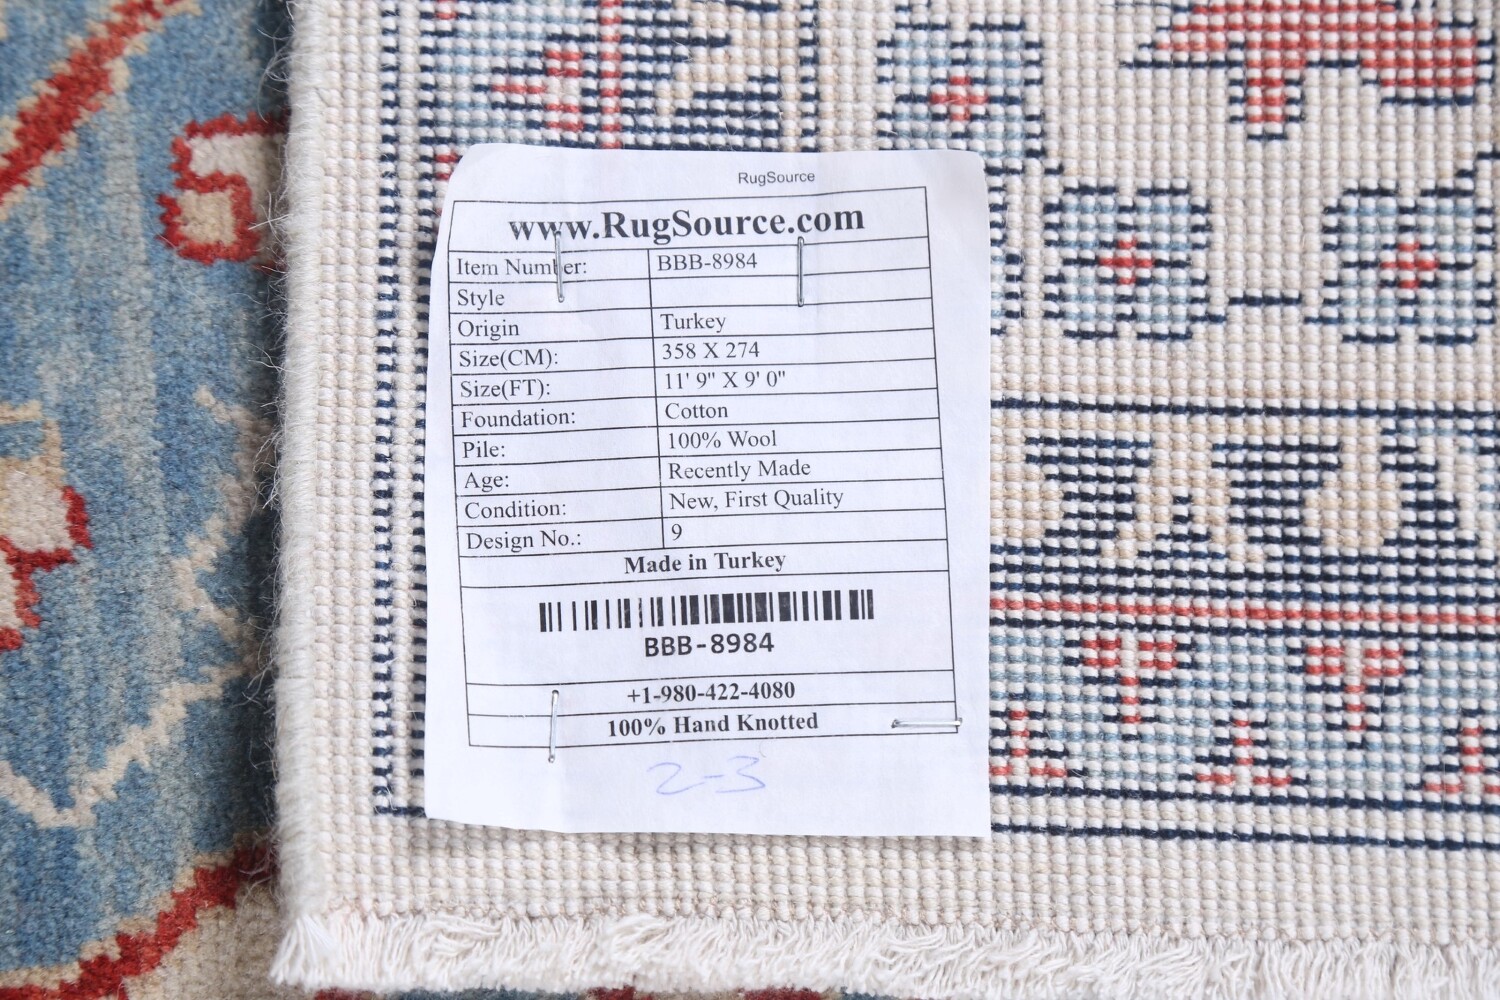 RugSource
www.RugSource.com
Item Number: BBB-8984
Style
Origin Turkey
Size(CM): 358 X 274
Size(FT): 11' 9" X 9' 0"
Foundation: Cotton
Pile: 100% Wool
Age: Recently Made
Condition: New, First Quality
Design No.: 9
Made in Turkey
BBB-8984
+1-980-422-4080
100% Hand Knotted
2-3